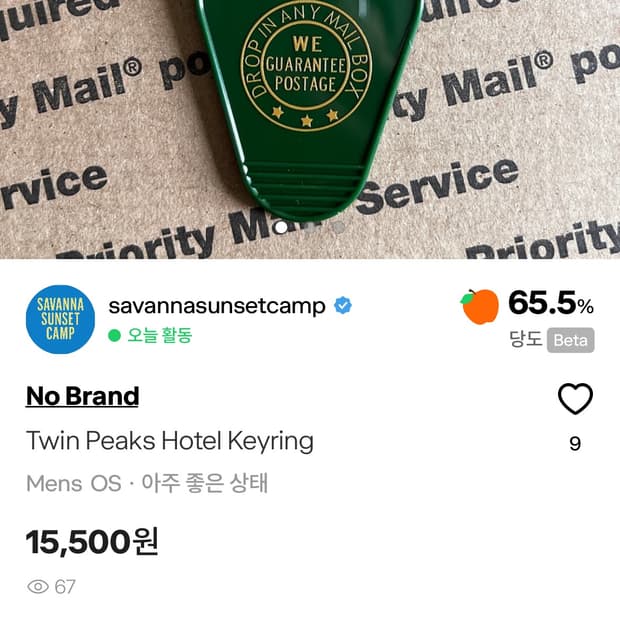 quired
y Mail® po
DROP IN ANY MAIL BOX
WE
GUARANTEE
POSTAGE
ty Mail® po
rvice
Service
Priority Ma
Priority
SAVANNA
SUNSET
CAMP
savannasunsetcamp
오늘 활동
65.5%
당도 Beta
No Brand
9
Twin Peaks Hotel Keyring
Mens OS · 아주 좋은 상태
15,500원
67